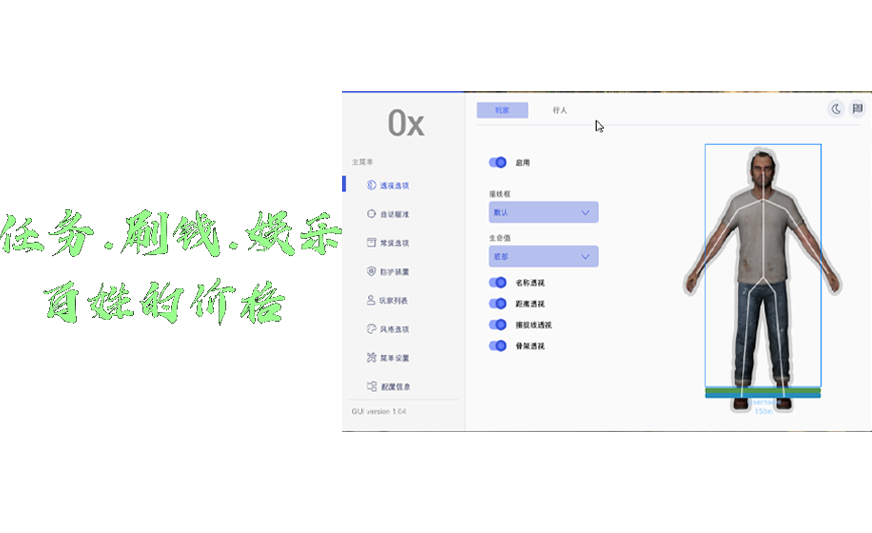 任务.刷钱.娱乐
百姓的价格
0x
主菜单
透视选项
自动瞄准
常规选项
防护装置
玩家列表
风格选项
菜单设置
配置信息
GUI version 1.04
玩家
行人
启用
描线框
默认
生命值
底部
名称透视
距离透视
捕捉线透视
骨架透视
150m